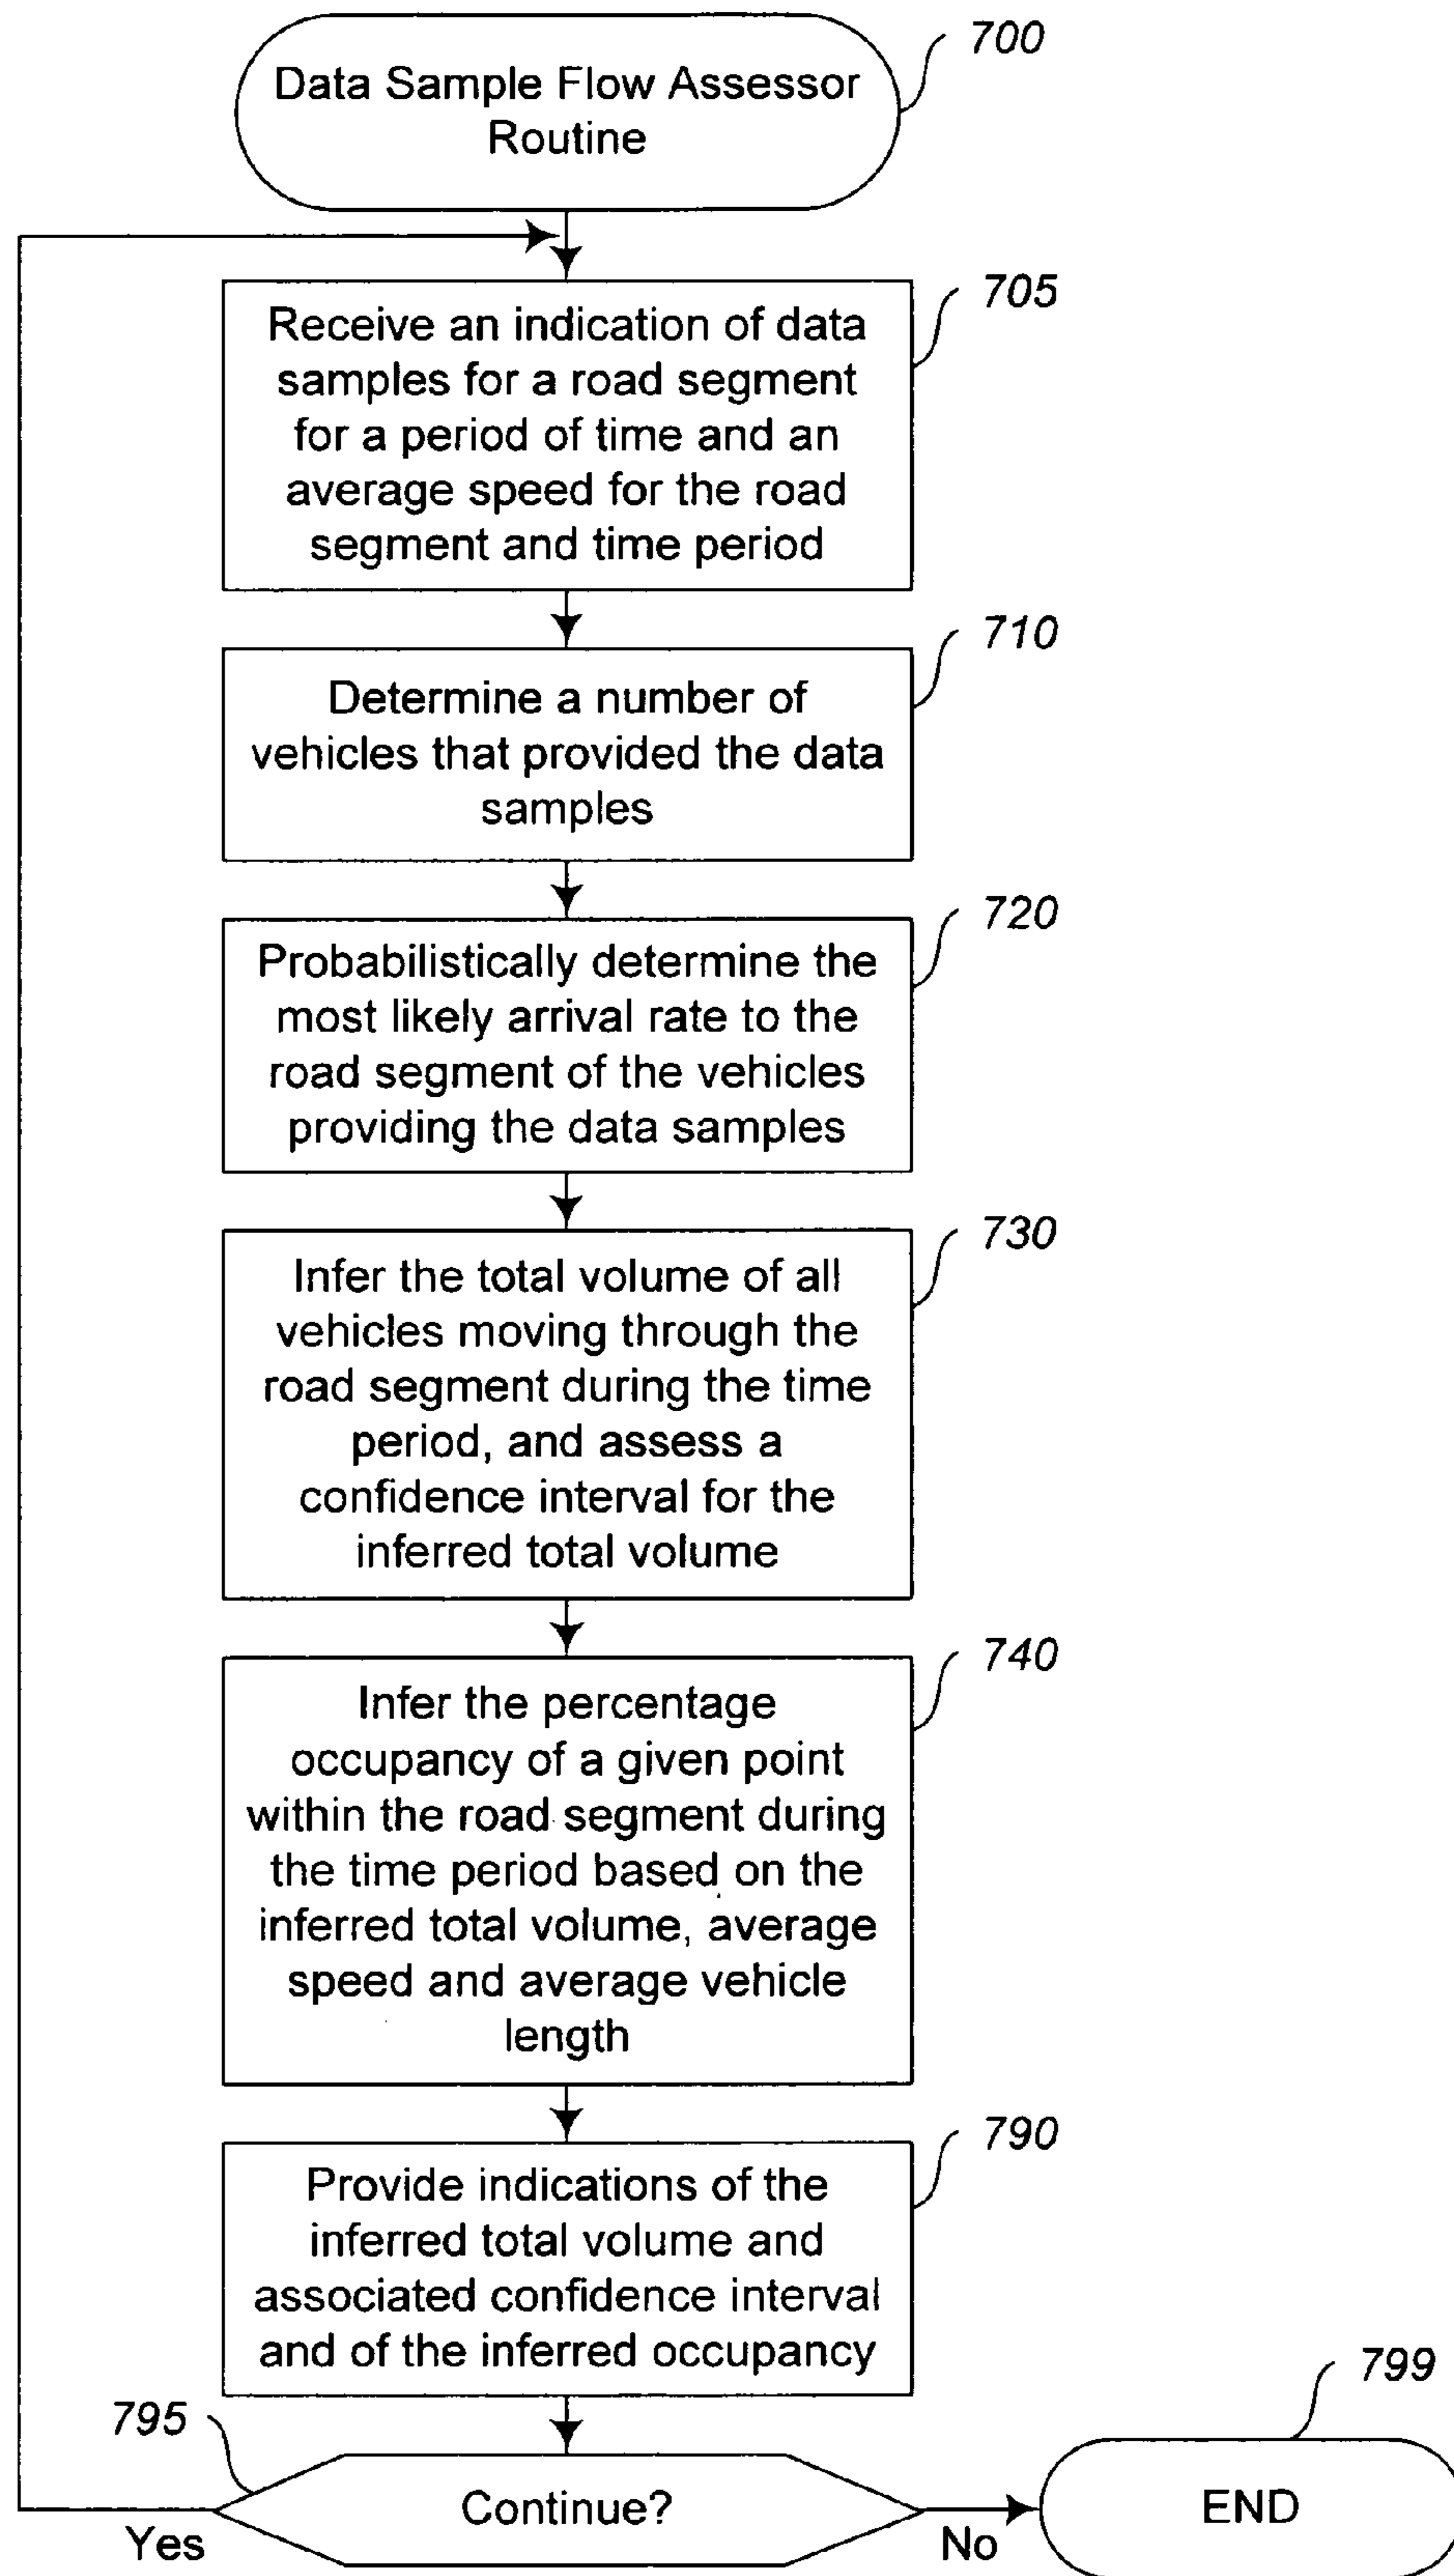 Data Sample Flow Assessor
Routine
700
Receive an indication of data
samples for a road segment
for a period of time and an
average speed for the road
segment and time period
705
Determine a number of
vehicles that provided the data
samples
710
Probabilistically determine the
most likely arrival rate to the
road segment of the vehicles
providing the data samples
720
Infer the total volume of all
vehicles moving through the
road segment during the time
period, and assess a
confidence interval for the
inferred total volume
730
Infer the percentage
occupancy of a given point
within the road segment during
the time period based on the
inferred total volume, average
speed and average vehicle
length
740
Provide indications of the
inferred total volume and
associated confidence interval
and of the inferred occupancy
790
795
Continue?
Yes
No
799
END